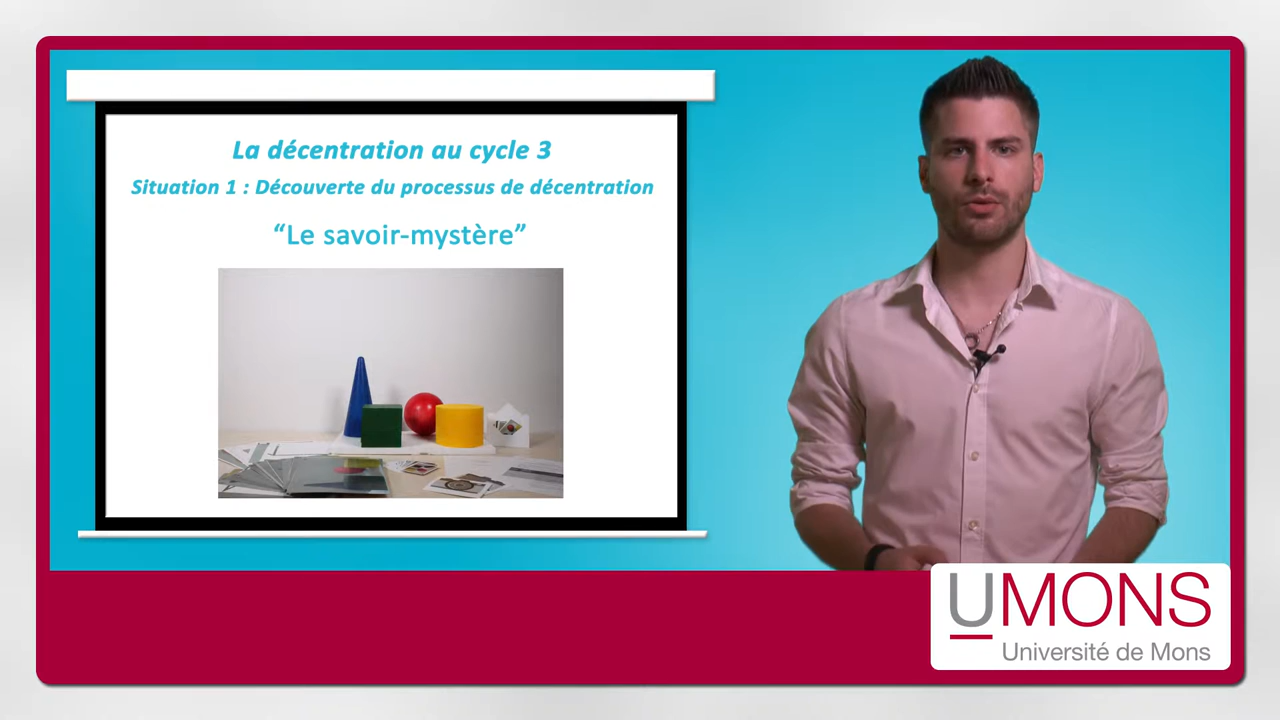 La décentration au cycle 3
Situation 1 : Découverte du processus de décentration
“Le savoir-mystère”
UMONS
Université de Mons